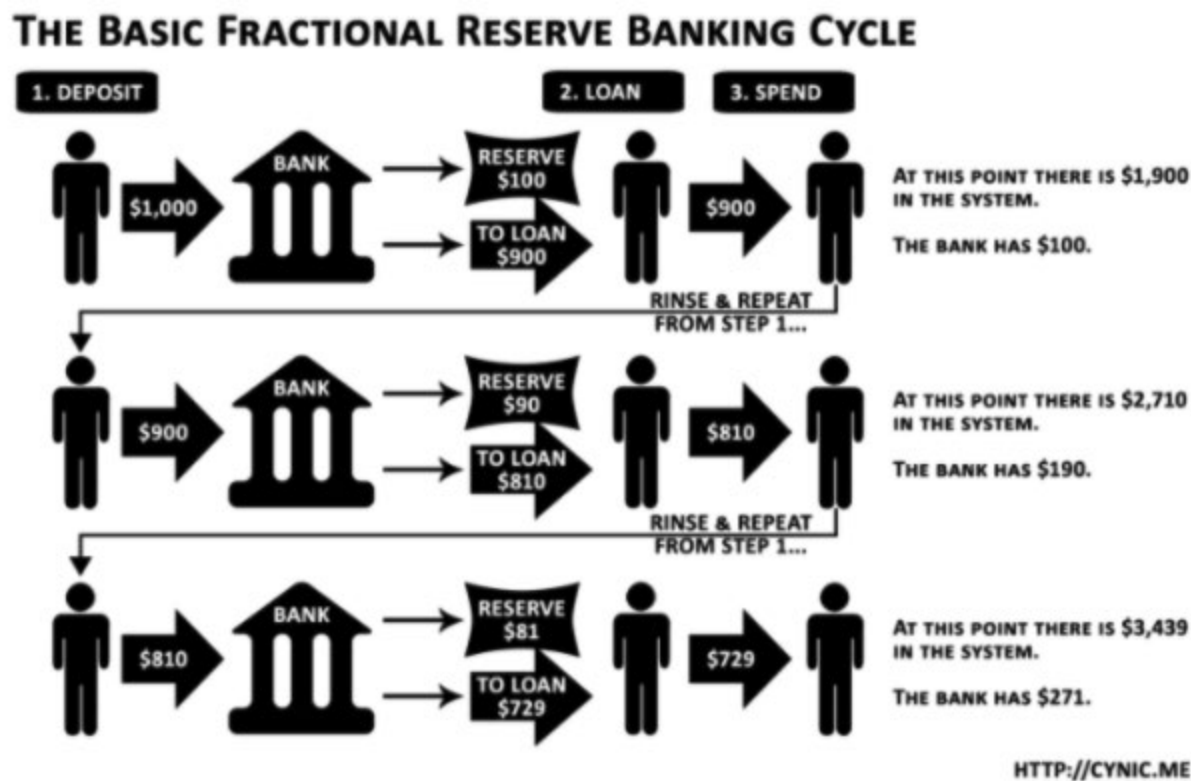 THE BASIC FRACTIONAL RESERVE BANKING CYCLE
1. DEPOSIT
2. LOAN
3. SPEND
$1,000
BANK
RESERVE
$100
TO LOAN
$900
$900
AT THIS POINT THERE IS $1,900
IN THE SYSTEM.
THE BANK HAS $100.
RINSE & REPEAT
FROM STEP 1...
$900
BANK
RESERVE
$90
TO LOAN
$810
$810
AT THIS POINT THERE IS $2,710
IN THE SYSTEM.
THE BANK HAS $190.
RINSE & REPEAT
FROM STEP 1...
$810
BANK
RESERVE
$81
TO LOAN
$729
$729
AT THIS POINT THERE IS $3,439
IN THE SYSTEM.
THE BANK HAS $271.
HTTP://CYNIC.ME